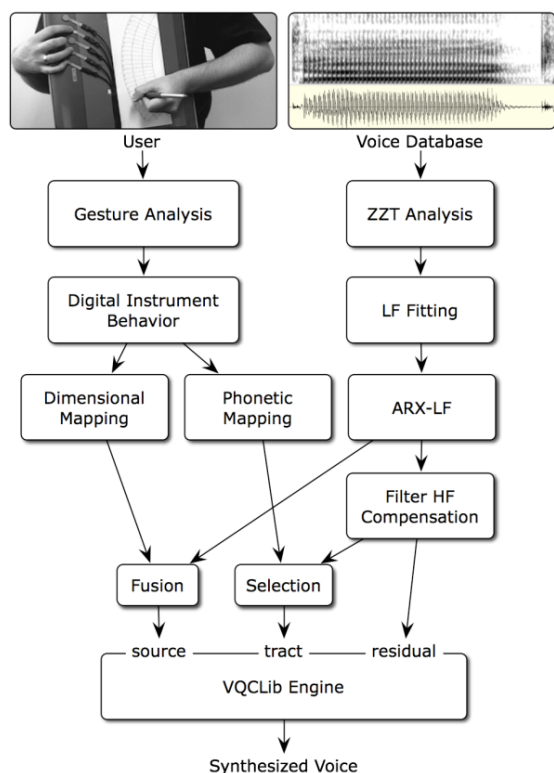 User
Voice Database
Gesture Analysis
ZZT Analysis
Digital Instrument
Behavior
LF Fitting
Dimensional
Mapping
Phonetic
Mapping
ARX-LF
Filter HF
Compensation
Fusion
Selection
source
tract
residual
VQCLib Engine
Synthesized Voice